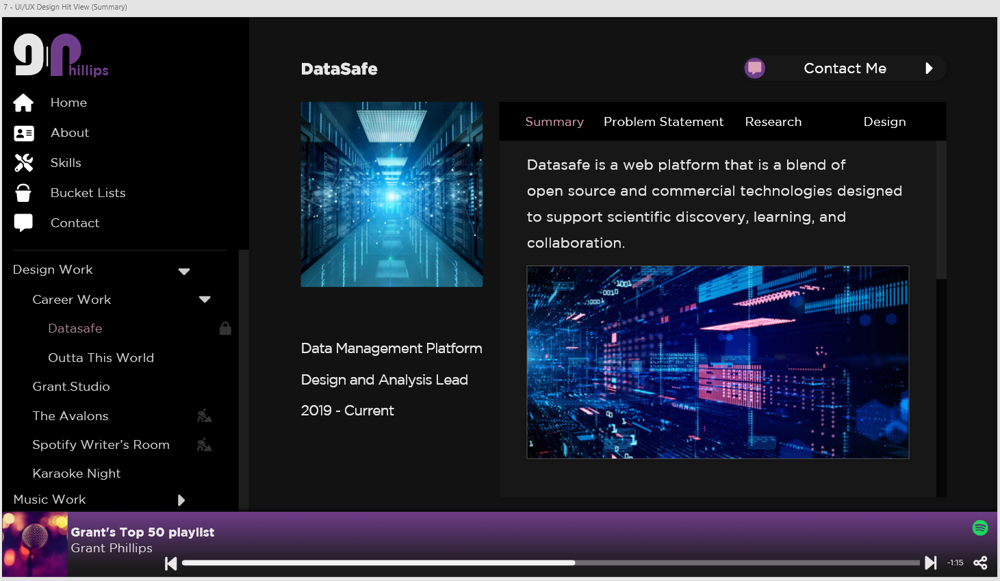 7 - UI/UX Design Hit View (Summary)
gPhillips
Home
About
Skills
Bucket Lists
Contact
Design Work
Career Work
Datasafe
Outta This World
Grant.Studio
The Avalons
Spotify Writer’s Room
Karaoke Night
Music Work
DataSafe
Contact Me
Data Management Platform
Design and Analysis Lead
2019 - Current
Summary Problem Statement Research Design
Datasafe is a web platform that is a blend of
open source and commercial technologies designed
to support scientific discovery, learning, and
collaboration.
1001
0010
0001
Grant's Top 50 playlist
Grant Phillips
-1:15